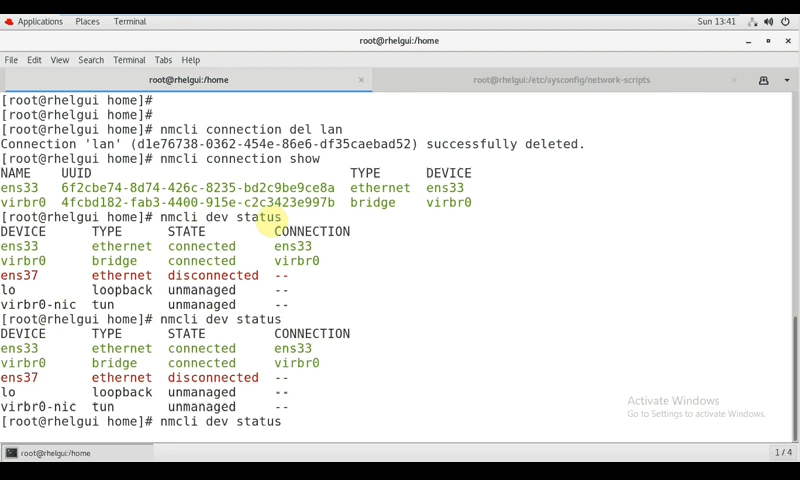 Applications Places Terminal Sun 13:41
root@rhelgui:/home
File Edit View Search Terminal Tabs Help
root@rhelgui:/home root@rhelgui:/etc/sysconfig/network-scripts
[root@rhelgui home]#
[root@rhelgui home]#
[root@rhelgui home]# nmcli connection del lan
Connection 'lan' (d1e76738-0362-454e-86e6-df35caebad52) successfully deleted.
[root@rhelgui home]# nmcli connection show
NAME UUID TYPE DEVICE
ens33 6f2cbe74-8d74-426c-8235-bd2c9be9ce8a ethernet ens33
virbr0 4fcbd182-fab3-4400-915e-c2c3423e997b bridge virbr0
[root@rhelgui home]# nmcli dev status
DEVICE TYPE STATE CONNECTION
ens33 ethernet connected ens33
virbr0 bridge connected virbr0
ens37 ethernet disconnected --
lo loopback unmanaged --
virbr0-nic tun unmanaged --
[root@rhelgui home]# nmcli dev status
DEVICE TYPE STATE CONNECTION
ens33 ethernet connected ens33
virbr0 bridge connected virbr0
ens37 ethernet disconnected --
lo loopback unmanaged --
virbr0-nic tun unmanaged --
[root@rhelgui home]# nmcli dev status
Activate Windows
Go to Settings to activate Windows.
root@rhelgui:/home 1 / 4